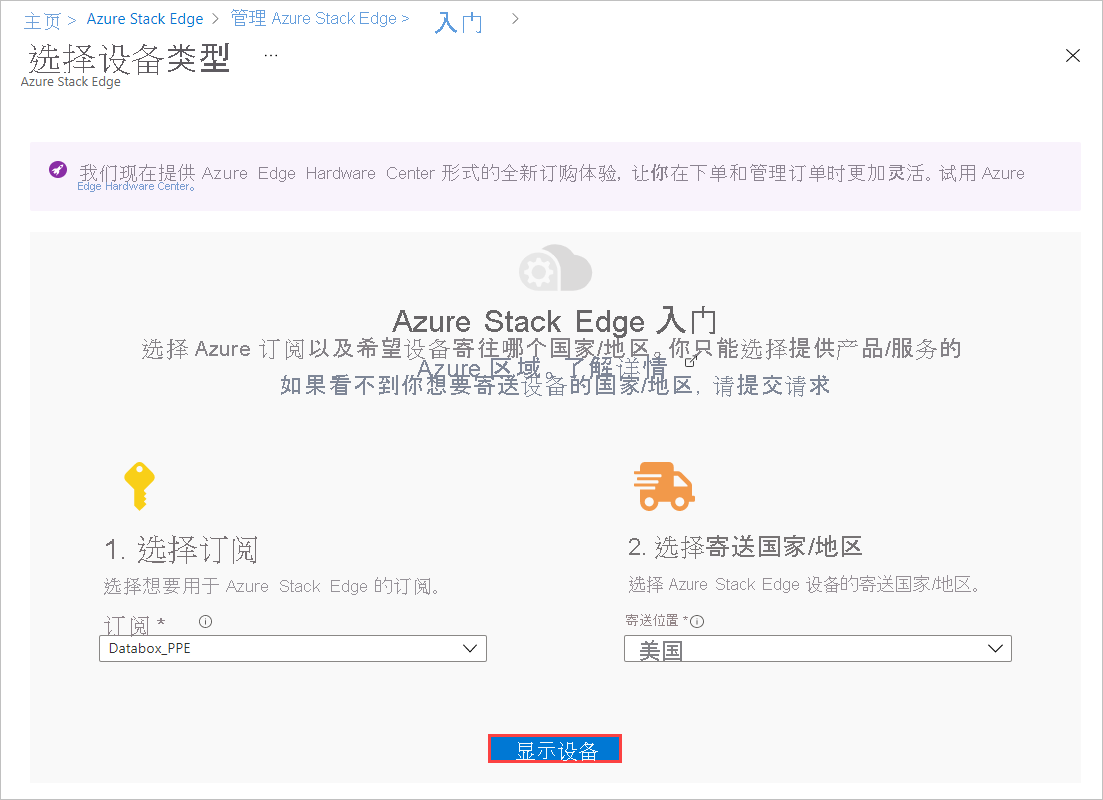 主页 > Azure Stack Edge > 管理 Azure Stack Edge > 入门 >
选择设备类型 ...
Azure Stack Edge
我们现在提供 Azure Edge Hardware Center 形式的全新订购体验, 让你在下单和管理订单时更加灵活。试用 Azure
Edge Hardware Center。
Azure Stack Edge 入门
选择 Azure 订阅以及希望设备寄往哪个国家/地区。你只能选择提供产品/服务的
Azure 区域。了解详情
如果看不到你想要寄送设备的国家/地区, 请提交请求
1. 选择订阅
选择想要用于 Azure Stack Edge 的订阅。
订阅 *
Databox_PPE
2. 选择寄送国家/地区
选择 Azure Stack Edge 设备的寄送国家/地区。
寄送位置 *
美国
显示设备